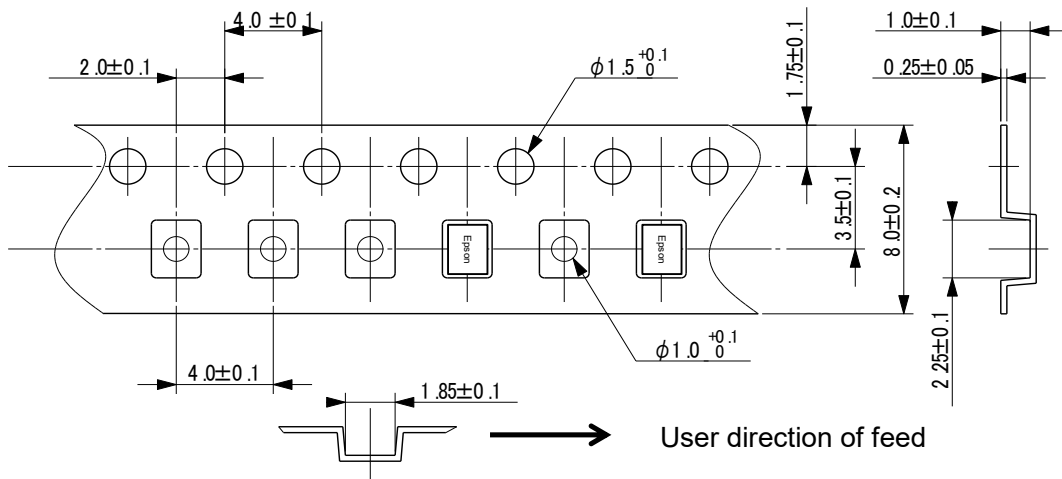 4.0 ±0.1
1.0±0.1
2.0±0.1
φ1.5 +0.1 0
1.75±0.1
0.25±0.05
3.5±0.1
8.0±0.2
Epson
Epson
2.25±0.1
φ1.0 +0.1 0
4.0±0.1
1.85±0.1
User direction of feed